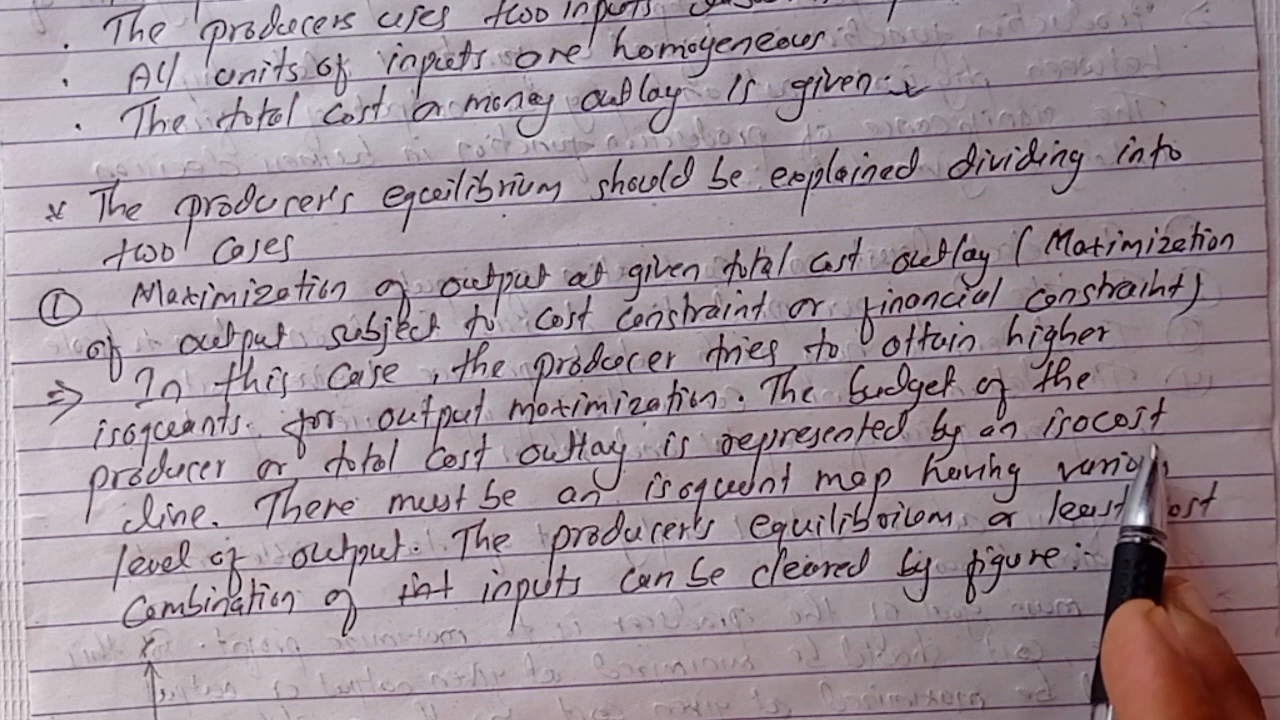 . The producers uses two inputs
. All units of inputs are homogeneous
. The total cost or money outlay is given.
* The producer's equilibrium should be explained dividing into
two cases
① Maximization of output at given total cost outlay ( Maximization
of output subject to cost constraint or financial constraint)
⇒ In this case, the producer tries to attain higher
isoquants. for output maximization. The budget of the
producer or total cost outlay is represented by an isocost
line. There must be an isoquant map having
level of output. The producer's equilibrium or least cost
Combination of inputs can be cleared by figure:-
Y